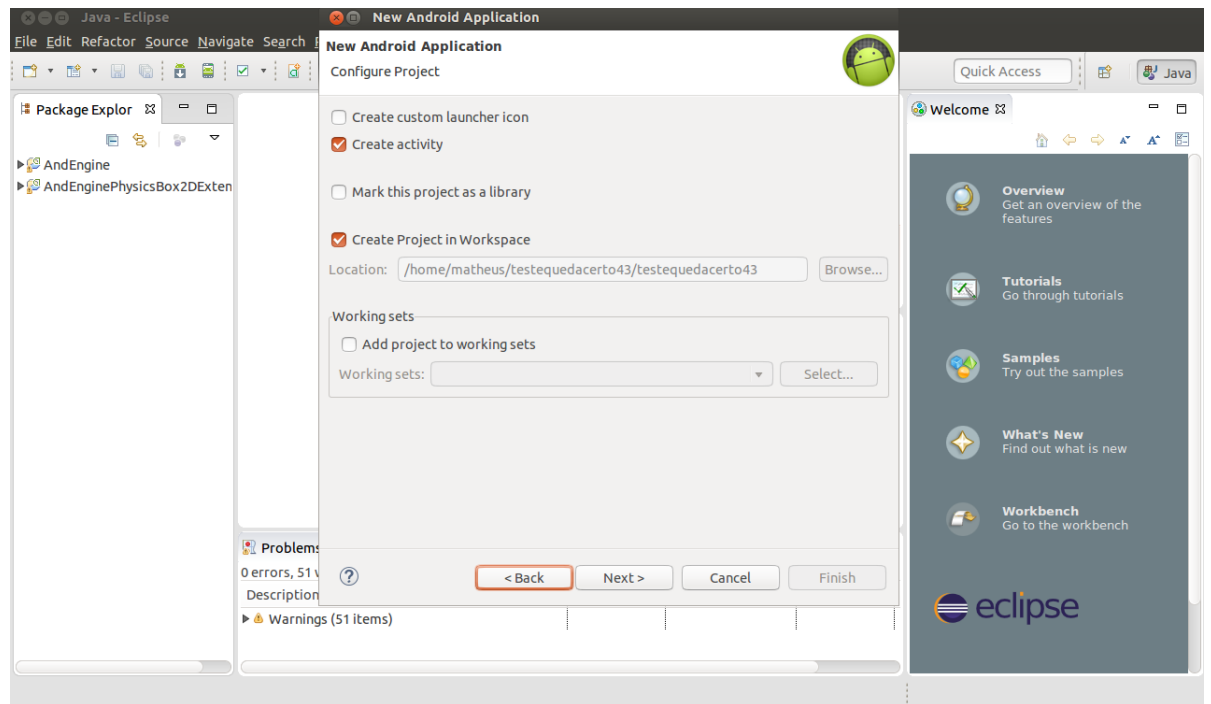 Java - Eclipse
New Android Application
File Edit Refactor Source Navigate Search
New Android Application
Configure Project
Quick Access
Java
Package Explor
Welcome
AndEngine
AndEnginePhysicsBox2DExten
Create custom launcher icon
Create activity
Mark this project as a library
Create Project in Workspace
Location: /home/matheus/testequedacerto43/testequedacerto43 Browse...
Working sets
Add project to working sets
Working sets: Select...
Overview
Get an overview of the
features
Tutorials
Go through tutorials
Samples
Try out the samples
What's New
Find out what is new
Workbench
Go to the workbench
eclipse
Problems
0 errors, 51
Description
Warnings (51 items)
? < Back Next > Cancel Finish